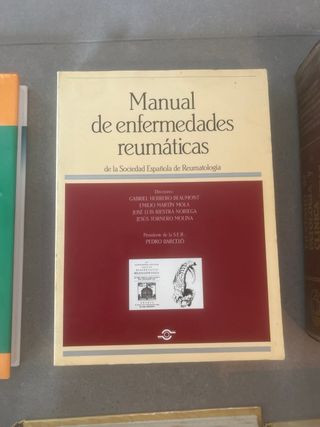 Manual
de enfermedades
reumáticas
de la Sociedad Española de Reumatología
Directores:
GABRIEL HERRERO-BEAUMONT
EMILIO MARTÍN MOLA
JOSÉ LUIS RIESTRA NORIEGA
JESÚS TORNERO MOLINA
Presidente de la S.E.R.:
PEDRO BARCELÓ